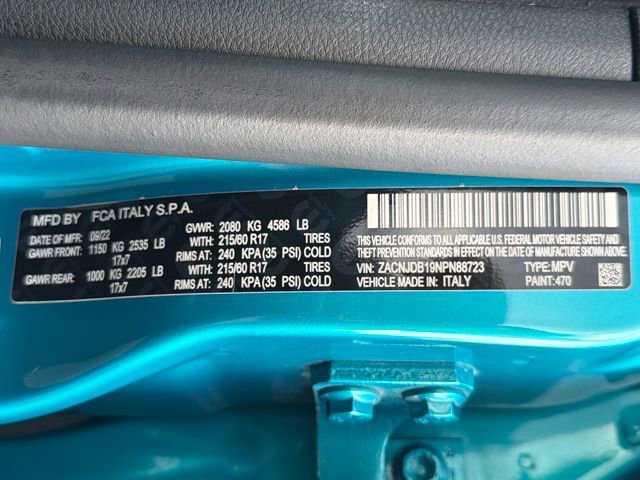 MFD BY FCA ITALY S.P.A.
DATE OF MFR: 09/22 GVWR: 2080 KG 4586 LB
GAWR FRONT: 1150 KG 2535 LB WITH: 215/60 R17 TIRES
17x7 RIMS AT: 240 KPA (35 PSI) COLD
GAWR REAR: 1000 KG 2205 LB WITH: 215/60 R17 TIRES
17x7 RIMS AT: 240 KPA (35 PSI) COLD
THIS VEHICLE CONFORMS TO ALL APPLICABLE U.S. FEDERAL MOTOR VEHICLE SAFETY, BUMPER AND
THEFT PREVENTION STANDARDS IN EFFECT ON THE DATE OF MANUFACTURE SHOWN ABOVE.
VIN: ZACNJDB19NPN88723 TYPE: MPV
VEHICLE MADE IN: ITALY PAINT: 470